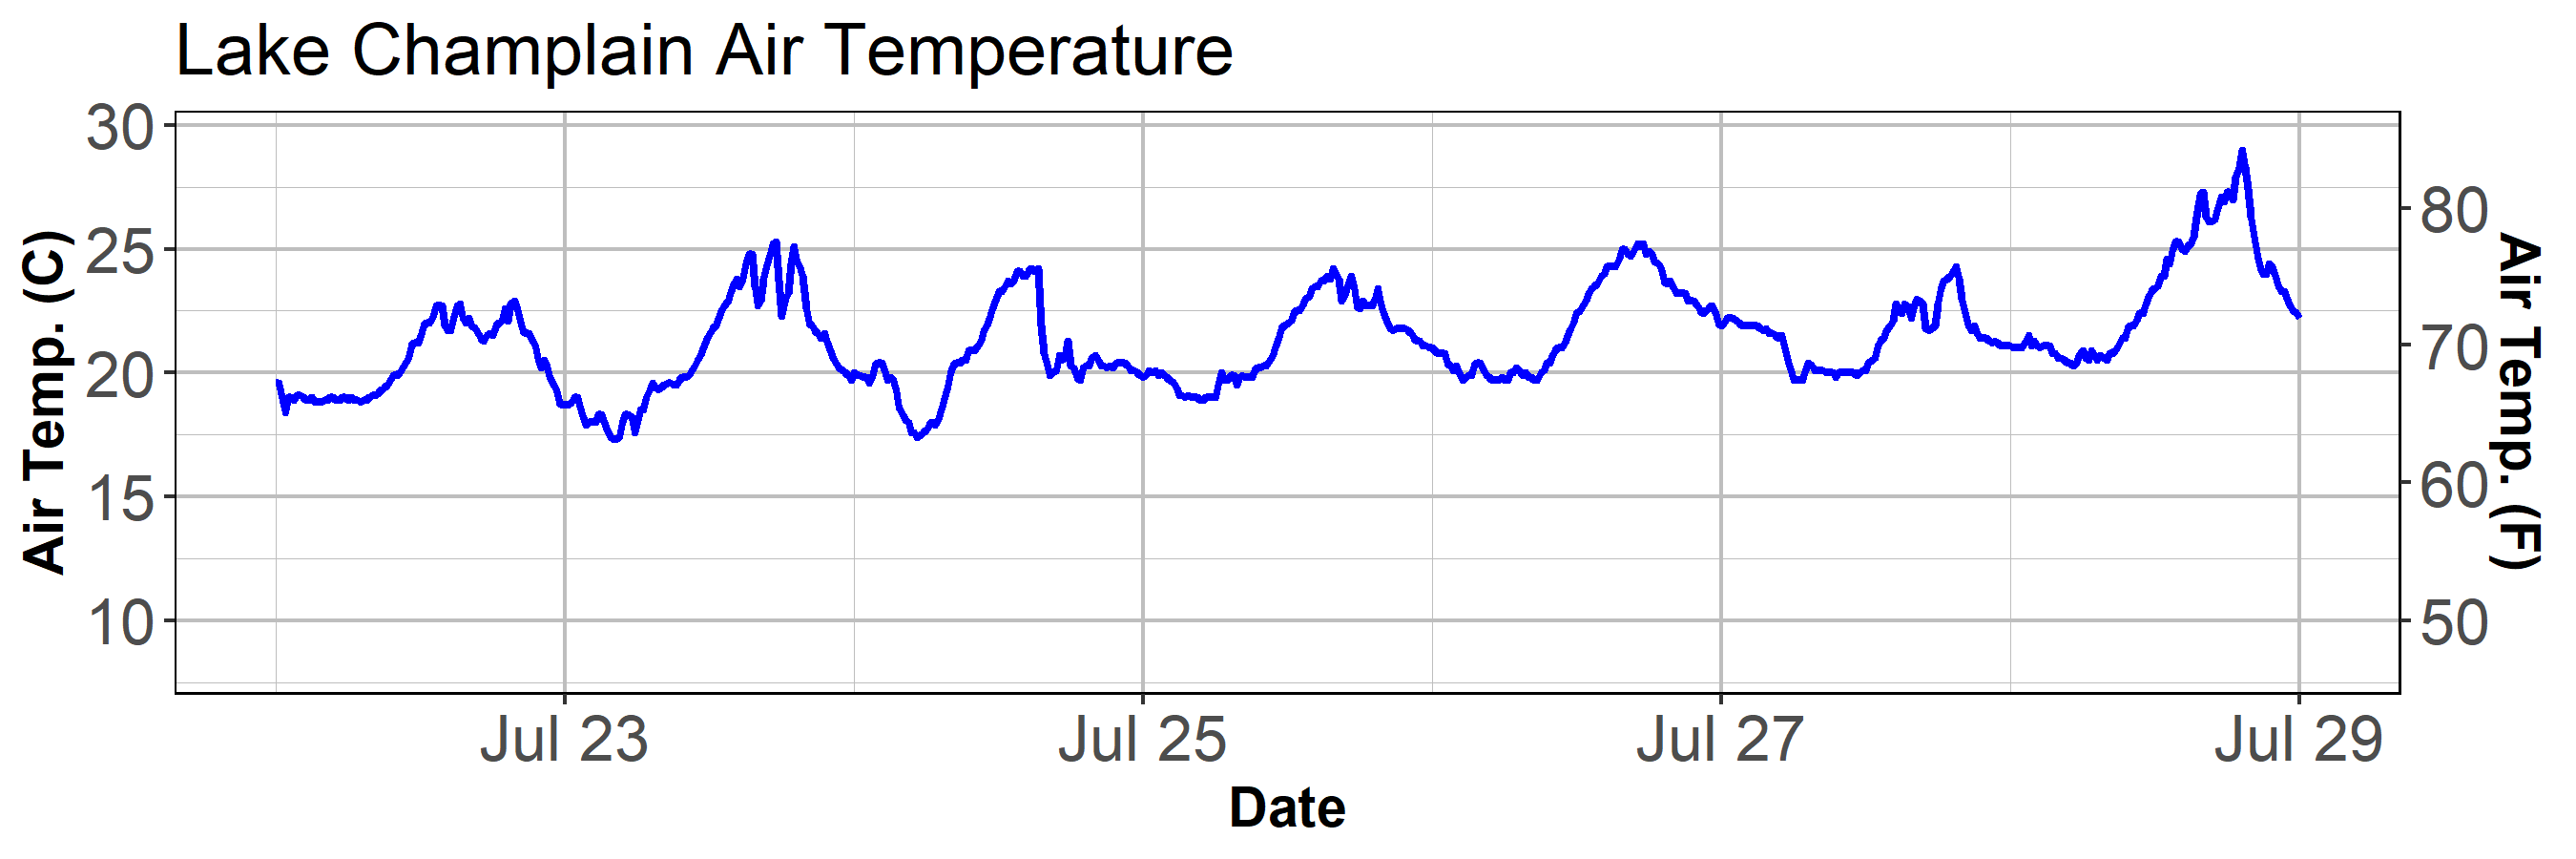 Lake Champlain Air Temperature
Air Temp. (C)
30
25
20
15
10
80
70
60
50
Air Temp. (F)
Jul 23 Jul 25 Jul 27 Jul 29
Date